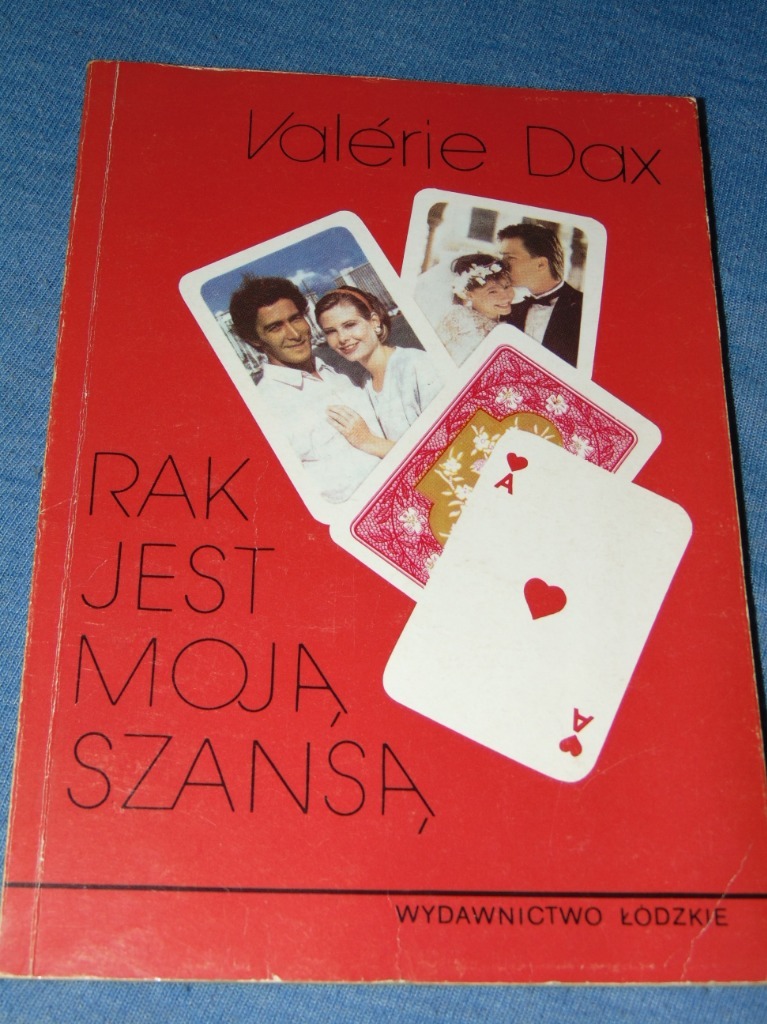 Valérie Dax
A
A
RAK
JEST
MOJĄ
SZANSĄ
WYDAWNICTWO ŁÓDZKIE